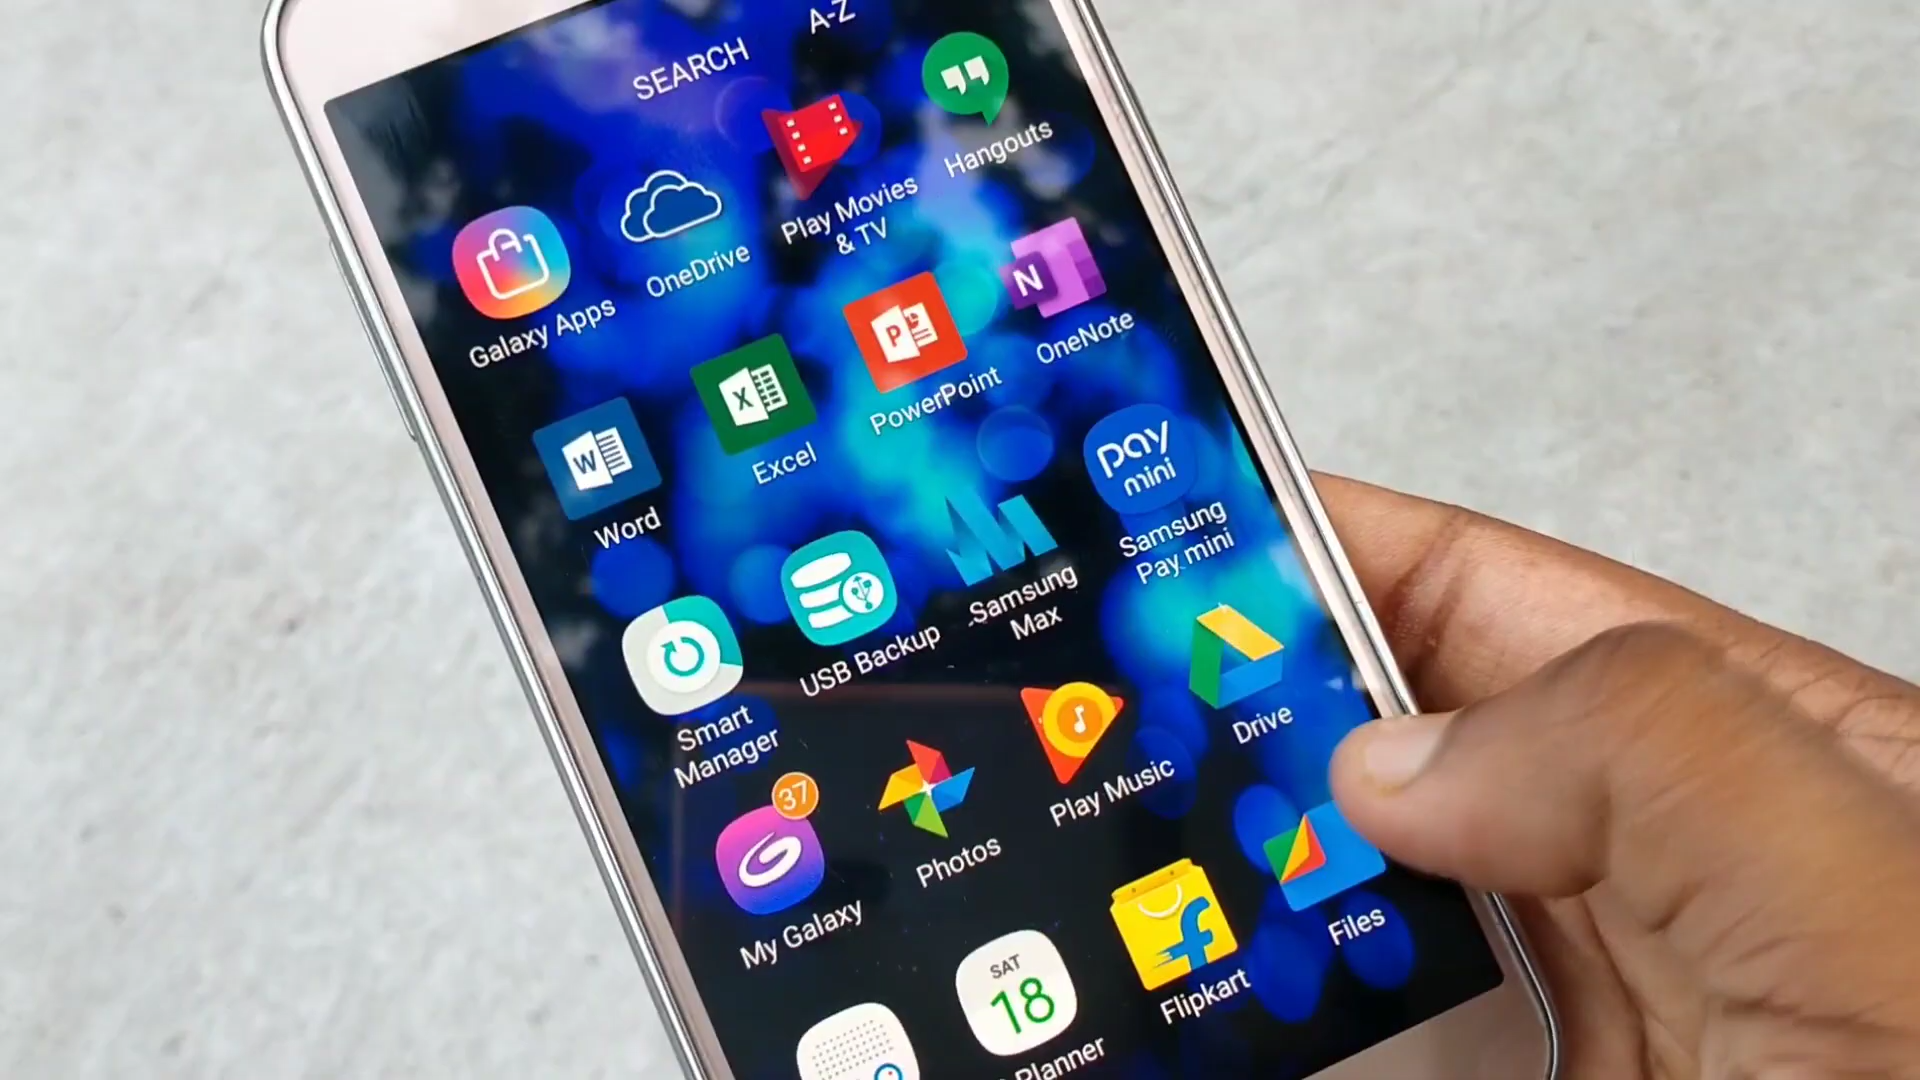 SEARCH
A-Z
Galaxy Apps
OneDrive
Play Movies
& TV
Hangouts
W
Word
X
Excel
P
PowerPoint
N
OneNote
Smart
Manager
USB Backup
Samsung
Max
pay
mini
Samsung
Pay mini
37
My Galaxy
Photos
Play Music
Drive
SAT
18
Planner
Flipkart
Files